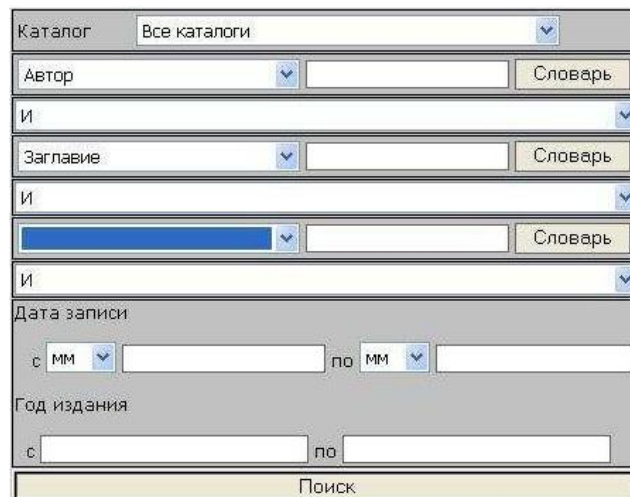 Каталог Все каталоги
Автор Словарь
И
Заглавие Словарь
И
Словарь
И
Дата записи
с мм по мм
Год издания
с по
Поиск